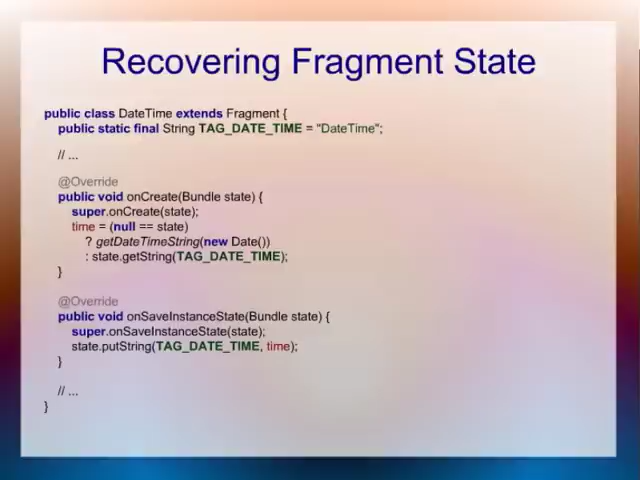 Recovering Fragment State
public class DateTime extends Fragment {
public static final String TAG_DATE_TIME = "DateTime";
// ...
@Override
public void onCreate(Bundle state) {
super.onCreate(state);
time = (null == state)
? getDateTimeString(new Date())
: state.getString(TAG_DATE_TIME);
}
@Override
public void onSaveInstanceState(Bundle state) {
super.onSaveInstanceState(state);
state.putString(TAG_DATE_TIME, time);
}
// ...
}